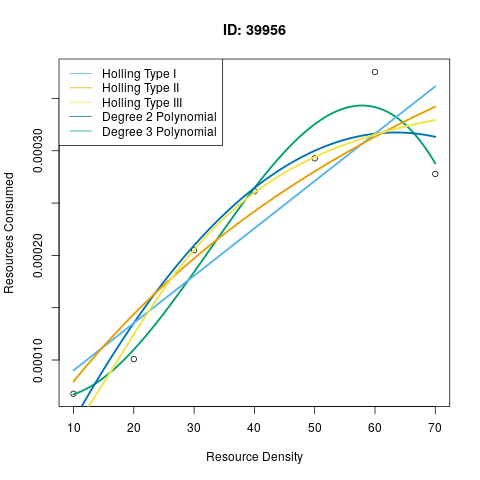 ID: 39956
Holling Type I
Holling Type II
Holling Type III
Degree 2 Polynomial
Degree 3 Polynomial
Resources Consumed
0.00030
0.00020
0.00010
10 20 30 40 50 60 70
Resource Density